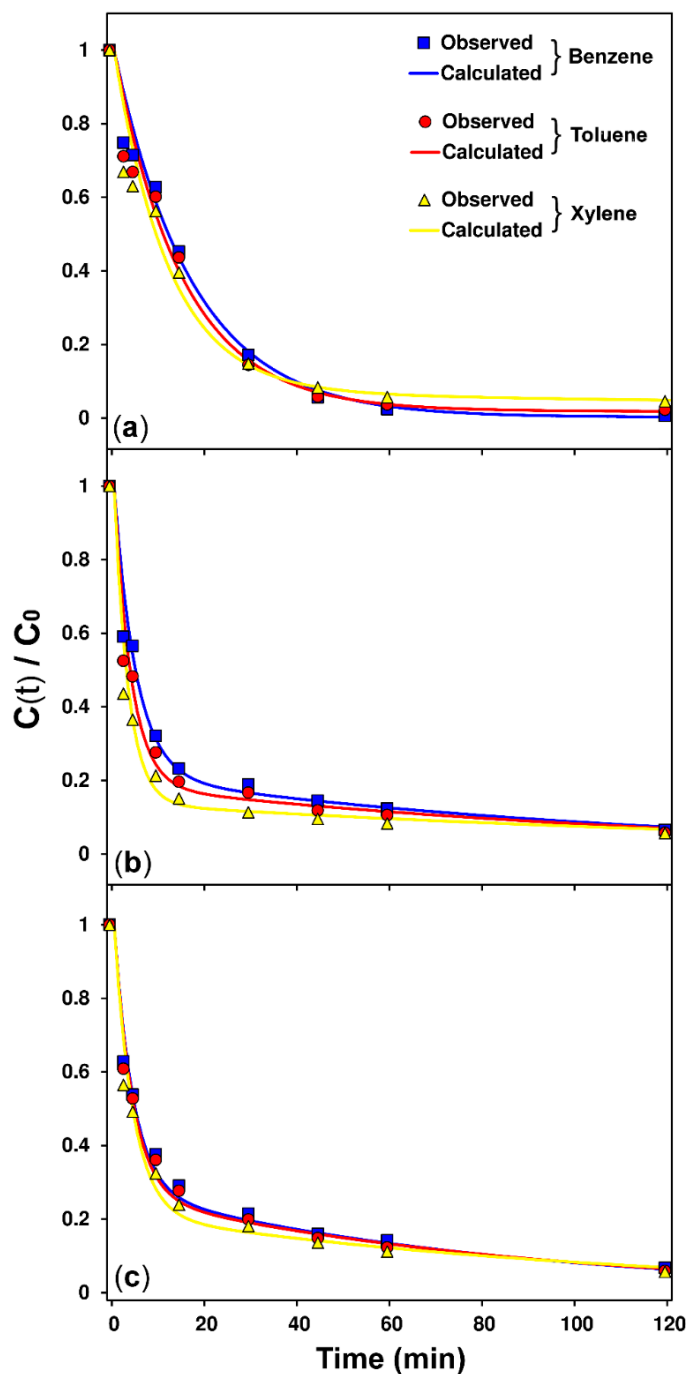 1
0.8
0.6
0.4
0.2
0
Observed
Calculated
} Benzene
Observed
Calculated
} Toluene
Observed
Calculated
} Xylene
(a)
1
0.8
0.6
0.4
0.2
0
(b)
C(t) / C0
1
0.8
0.6
0.4
0.2
0
(c)
0 20 40 60 80 100 120
Time (min)